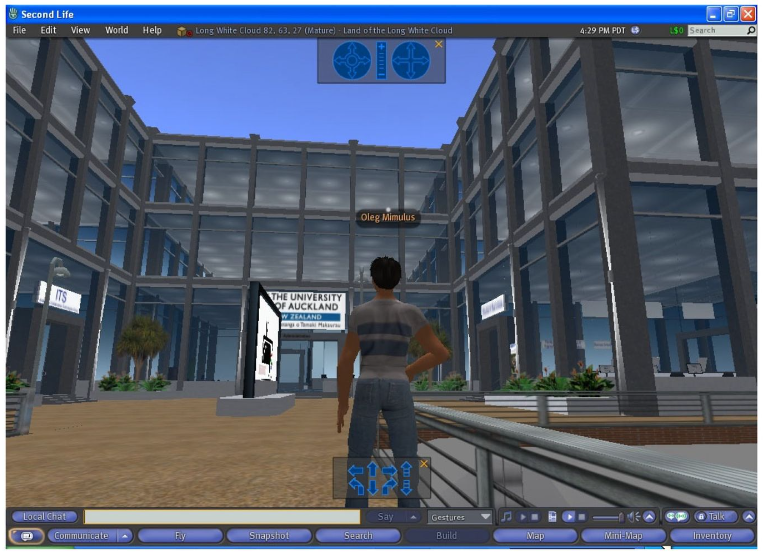 Second Life
File Edit View World Help Long White Cloud 82, 63, 27 (Mature) - Land of the Long White Cloud 4:29 PM PDT L$0 Search
Oleg Mimulus
ITS
THE UNIVERSITY
OF AUCKLAND
NEW ZEALAND
Local Chat Say Gestures Talk
Communicate Fly Snapshot Search Build Map Mini-Map Inventory